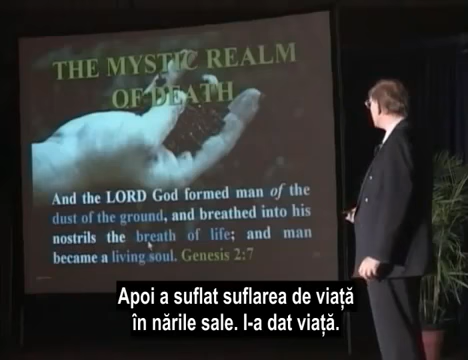 THE MYSTIC REALM
OF DEATH
And the LORD God formed man of the
dust of the ground, and breathed into his
nostrils the breath of life; and man
became a living soul. Genesis 2:7
Apoi a suflat suflarea de viață
în nările sale. I-a dat viață.